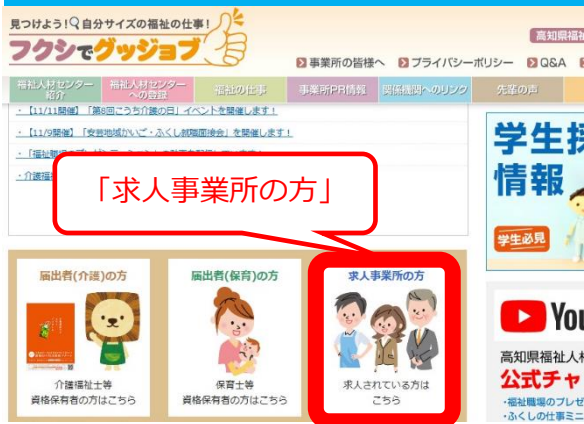 見つけよう！自分サイズの福祉の仕事！
フクシでグッジョブ
高知県福祉
事業所の皆様へ プライバシーポリシー Q&A
福祉人材センター紹介 福祉人材センターへの登録 福祉の仕事 事業所PR情報 関係機関へのリンク 先輩の声
・【11/11開催】「第6回こうち介護の日」イベントを開催します！
・【11/9開催】「安芸地域かいご・ふくし就職面接会」を開催します！
・「福祉職場の
・介護福
「求人事業所の方」
学生
情報
学生必見
届出者(介護)の方
届出者(保育)の方
求人事業所の方
介護福祉士等
資格保有者の方はこちら
保育士等
資格保有者の方はこちら
求人されている方は
こちら
You
高知県福祉人材
公式チャ
・福祉職場のプレゼ
・ふくしの仕事ミニ